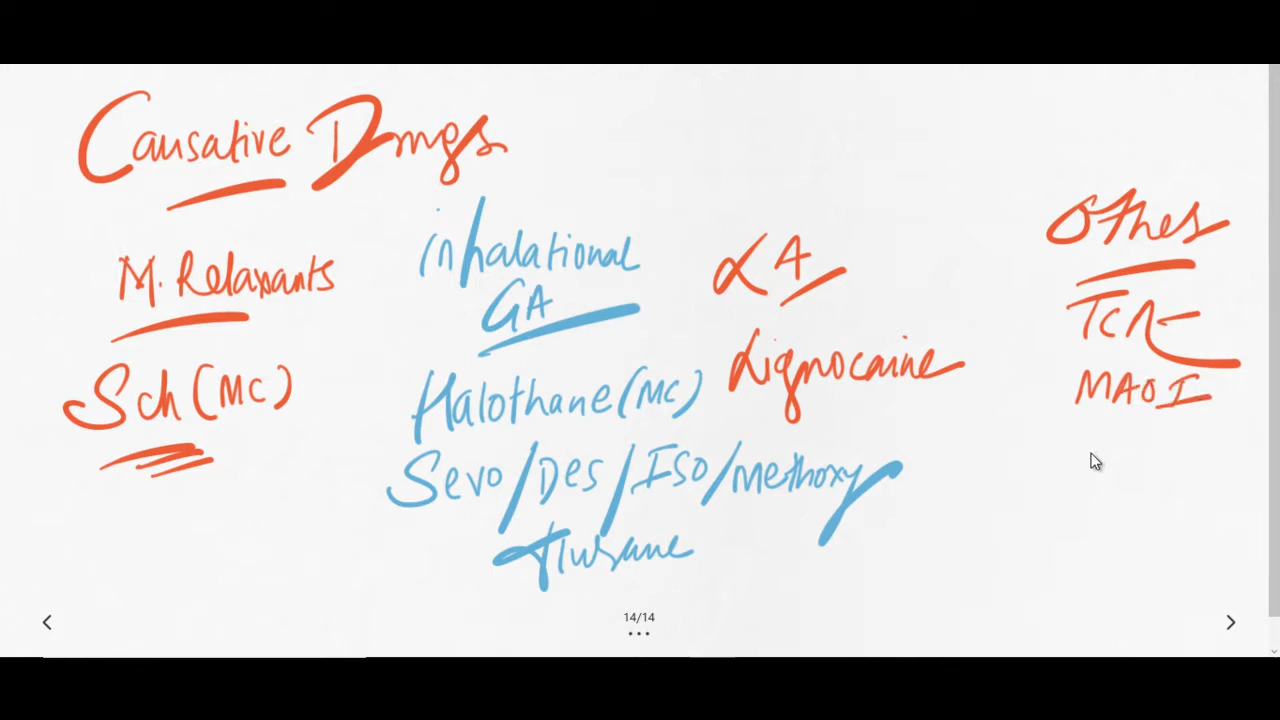 Causative Drugs
M. Relaxants
Sch (MC)
inhalational
GA
Halothane (MC)
Sevo/Des/Iso/Methoxy
flurane
LA
Lignocaine
Othes
TCA
MAOI
14/14